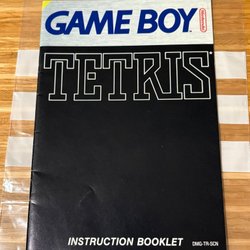 GAME BOY
Nintendo
TETRIS
INSTRUCTION BOOKLET
DMG-TR-SCN